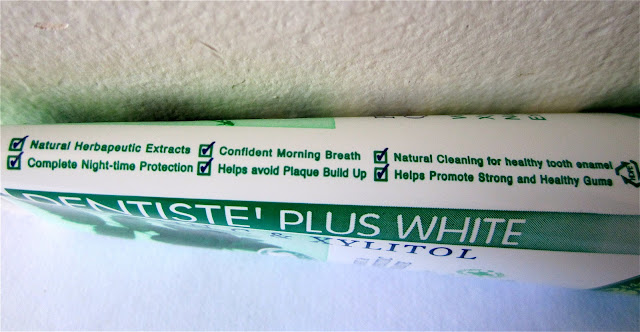 Natural Herbapeutic Extracts Confident Morning Breath Natural Cleaning for healthy tooth enamel
Complete Night-time Protection Helps avoid Plaque Build Up Helps Promote Strong and Healthy Gums
DENTISTE' PLUS WHITE
& XYLITOL